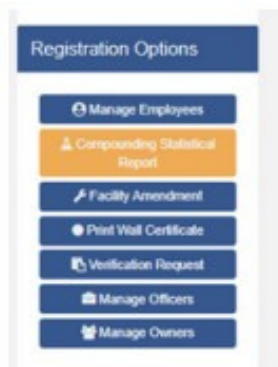 Registration Options
Manage Employees
Compounding Statistical
Report
Facility Amendment
Print Wall Certificate
Verification Request
Manage Officers
Manage Owners